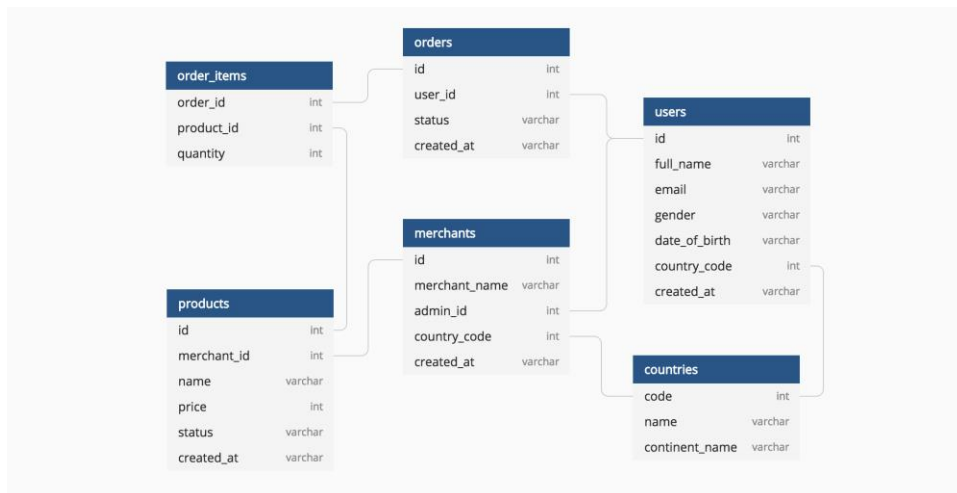 order_items
order_id int
product_id int
quantity int
orders
id int
user_id int
status varchar
created_at varchar
users
id int
full_name varchar
email varchar
gender varchar
date_of_birth varchar
country_code int
created_at varchar
merchants
id int
merchant_name varchar
admin_id int
country_code int
created_at varchar
products
id int
merchant_id int
name varchar
price int
status varchar
created_at varchar
countries
code int
name varchar
continent_name varchar